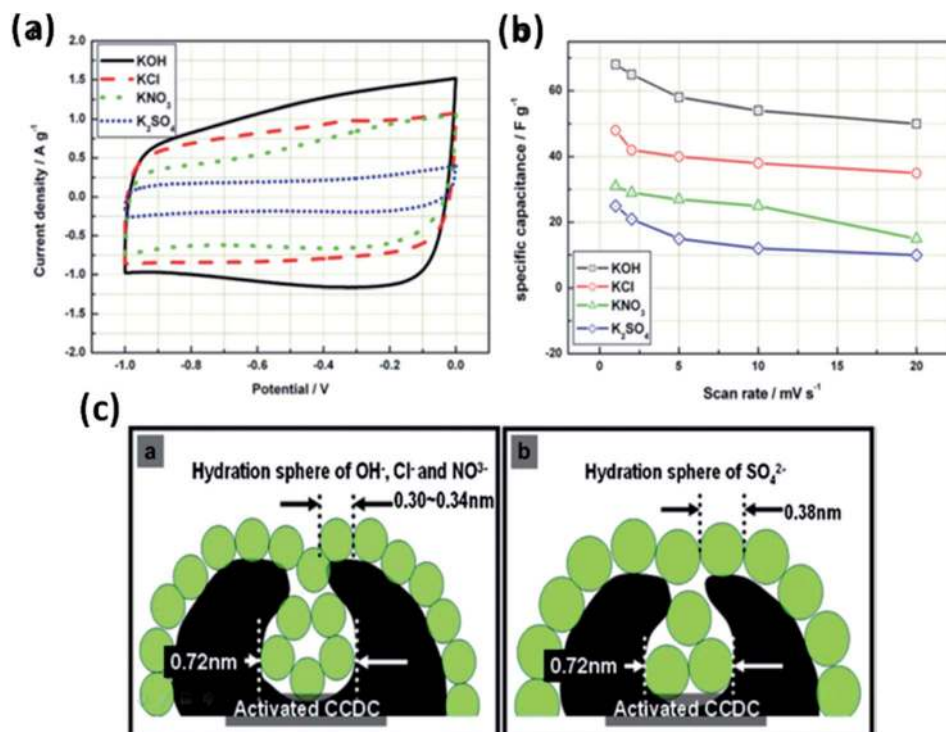 (a)
2.0
1.5
1.0
0.5
0.0
-0.5
-1.0
-1.5
-2.0
Current density / A g⁻¹
KOH
KCl
KNO₃
K₂SO₄
-1.0 -0.8 -0.6 -0.4 -0.2 0.0
Potential / V
(b)
60
40
20
0
-20
specific capacitance / F g⁻¹
KOH
KCl
KNO₃
K₂SO₄
0 5 10 15 20
Scan rate / mV s⁻¹
(c)
a
Hydration sphere of OH⁻, Cl⁻ and NO³⁻
0.30~0.34nm
0.72nm
Activated CCDC
b
Hydration sphere of SO₄²⁻
0.38nm
0.72nm
Activated CCDC